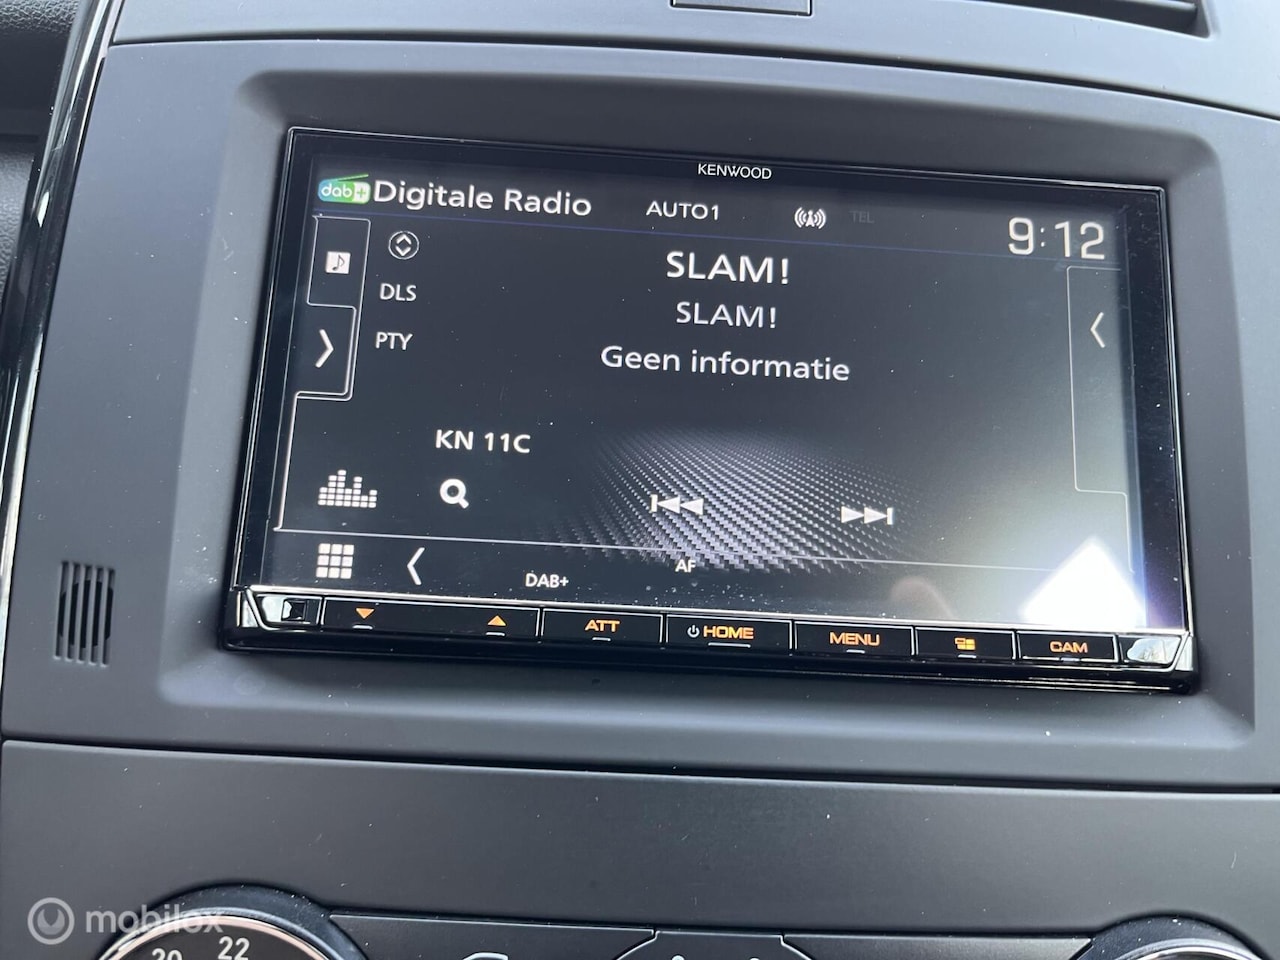 KENWOOD
dab+ Digitale Radio AUTO1 TEL 9:12
SLAM!
DLS
SLAM!
PTY
Geen informatie
KN 11C
DAB+ AF
ATT HOME MENU CAM
mobilox
20 22